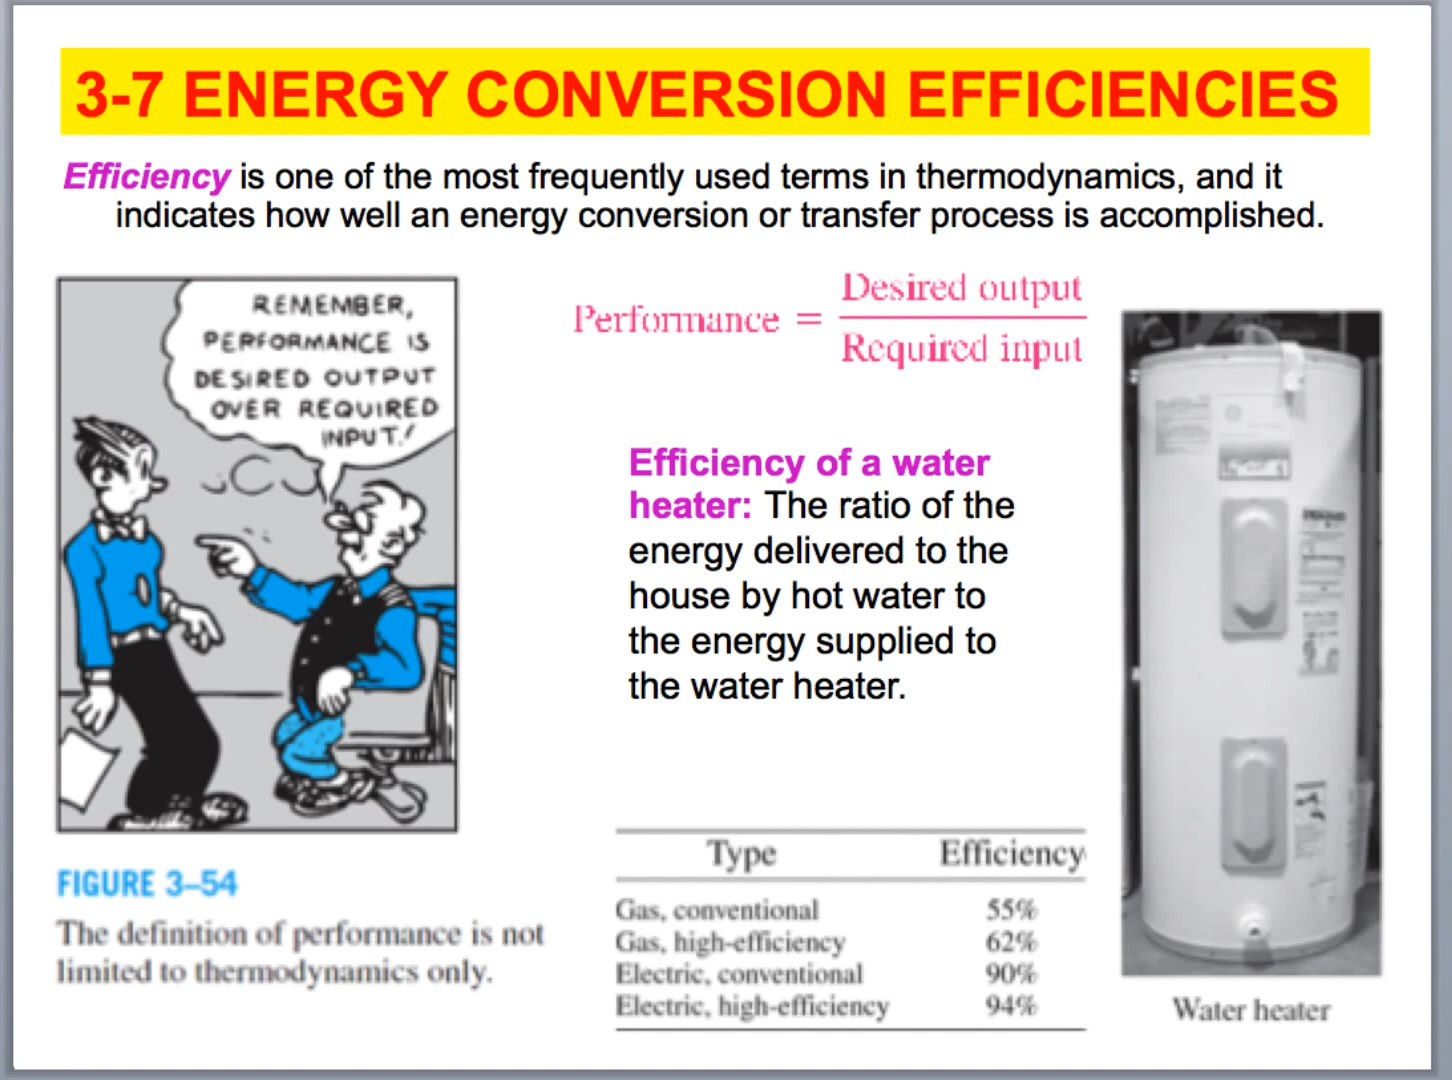 3-7 ENERGY CONVERSION EFFICIENCIES
Efficiency is one of the most frequently used terms in thermodynamics, and it
indicates how well an energy conversion or transfer process is accomplished.
REMEMBER,
PERFORMANCE IS
DESIRED OUTPUT
OVER REQUIRED
INPUT!
Performance = Desired output
Required input
Efficiency of a water
heater: The ratio of the
energy delivered to the
house by hot water to
the energy supplied to
the water heater.
FIGURE 3–54
The definition of performance is not
limited to thermodynamics only.
Type Efficiency
Gas, conventional 55%
Gas, high-efficiency 62%
Electric, conventional 90%
Electric, high-efficiency 94%
Water heater